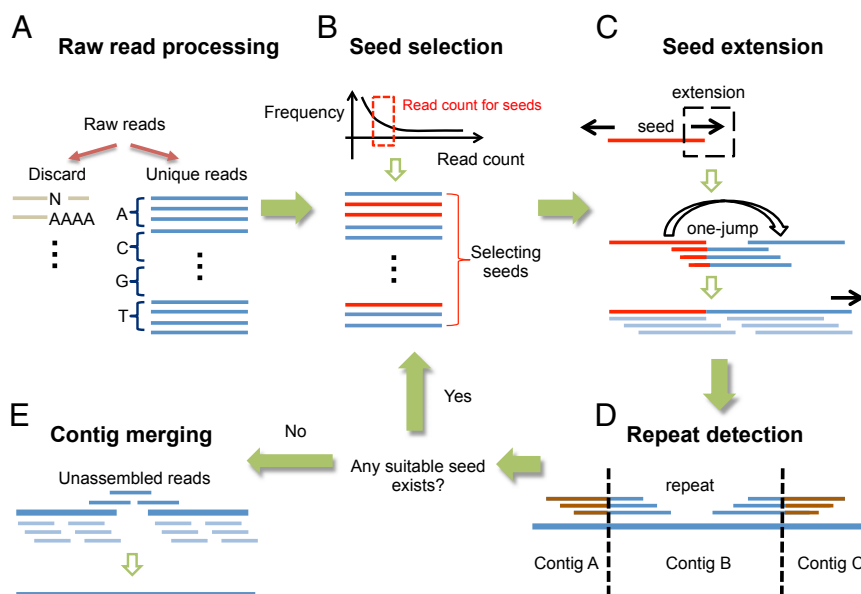 A
Raw read processing
Raw reads
Discard
Unique reads
N
AAAA
A
C
G
T
B
Seed selection
Frequency
Read count for seeds
Read count
Selecting
seeds
C
Seed extension
extension
seed
one-jump
D
Repeat detection
repeat
Contig A
Contig B
Contig C
Any suitable seed
exists?
Yes
No
E
Contig merging
Unassembled reads